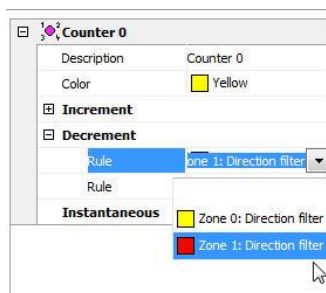 Counter 0
Description Counter 0
Color Yellow
Increment
Decrement
Rule one 1: Direction filter
Rule
Zone 0: Direction filter
Instantaneous
Zone 1: Direction filter